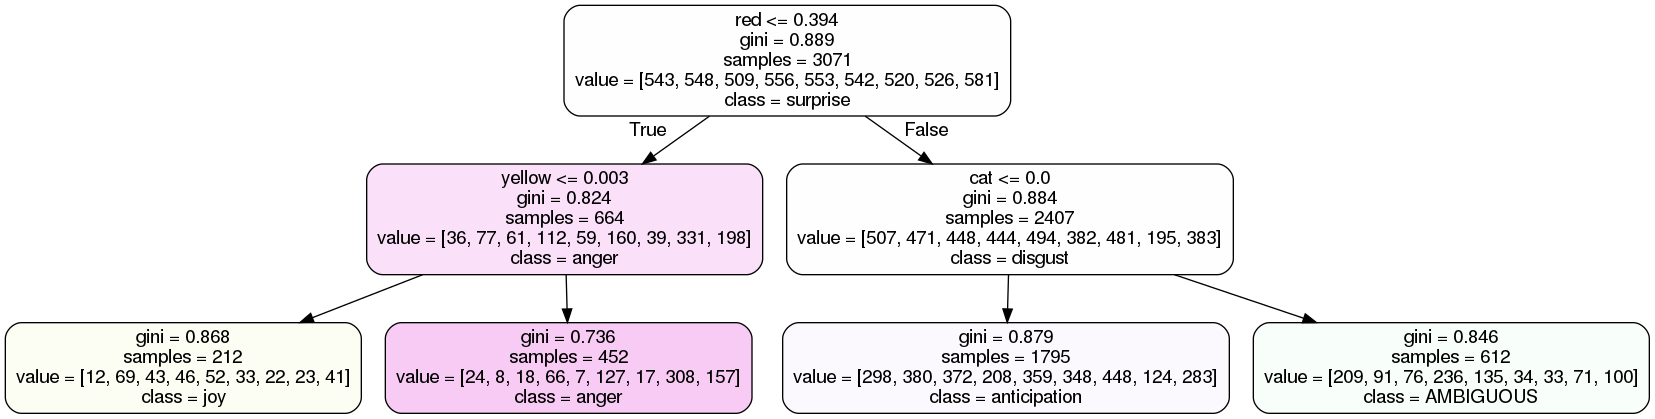 red <= 0.394
gini = 0.889
samples = 3071
value = [543, 548, 509, 556, 553, 542, 520, 526, 581]
class = surprise
True
False
yellow <= 0.003
gini = 0.824
samples = 664
value = [36, 77, 61, 112, 59, 160, 39, 331, 198]
class = anger
cat <= 0.0
gini = 0.884
samples = 2407
value = [507, 471, 448, 444, 494, 382, 481, 195, 383]
class = disgust
gini = 0.868
samples = 212
value = [12, 69, 43, 46, 52, 33, 22, 23, 41]
class = joy
gini = 0.736
samples = 452
value = [24, 8, 18, 66, 7, 127, 17, 308, 157]
class = anger
gini = 0.879
samples = 1795
value = [298, 380, 372, 208, 359, 348, 448, 124, 283]
class = anticipation
gini = 0.846
samples = 612
value = [209, 91, 76, 236, 135, 34, 33, 71, 100]
class = AMBIGUOUS